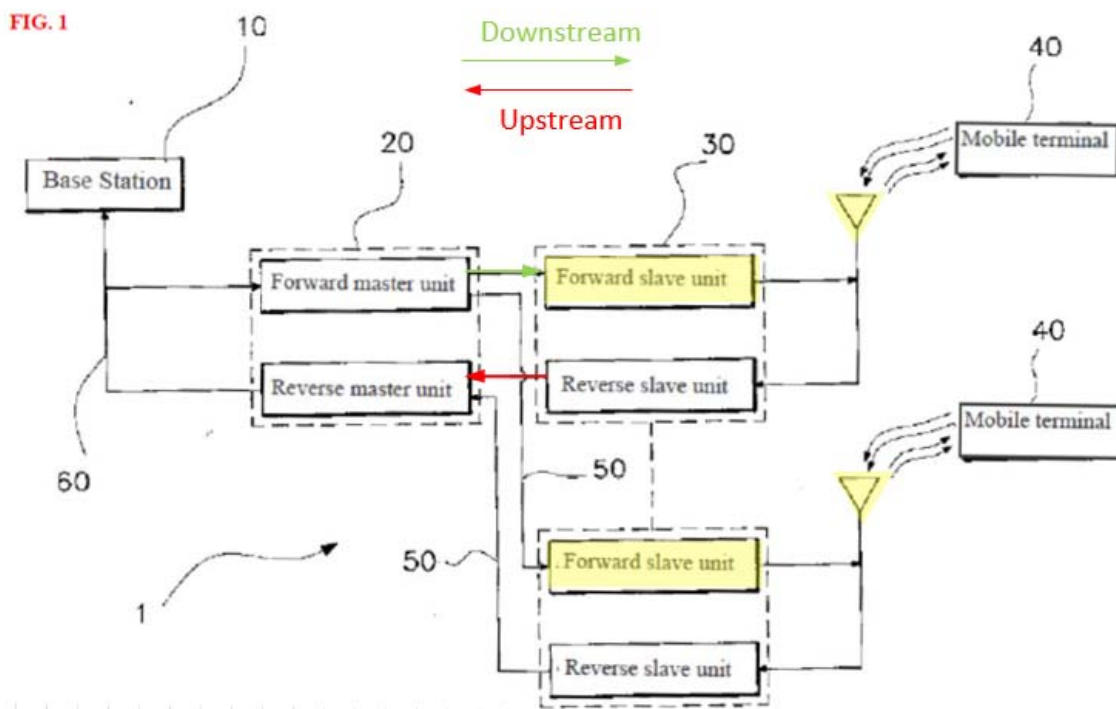 FIG. 1
Downstream
Upstream
10
20
30
40
Base Station
Mobile terminal
Forward master unit
Forward slave unit
Reverse master unit
Reverse slave unit
40
Mobile terminal
60
50
50
1
Forward slave unit
Reverse slave unit